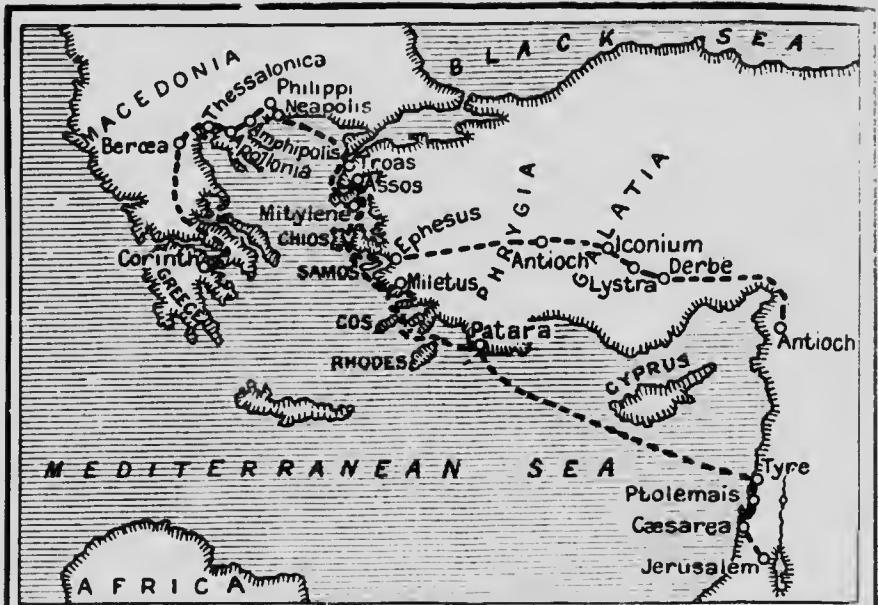 BLACK SEA
MACEDONIA
Thessalonica
Philippi
Neapolis
Amphipolis
Apollonia
Berœa
Troas
Assos
Mitylene
CHIOS
Ephesus
PHRYGIA
GALATIA
Iconium
Antioch
Lystra
Derbe
Corinth
GREECE
SAMOS
Miletus
COS
Patara
RHODES
CYPRUS
Antioch
MEDITERRANEAN SEA
Tyre
Ptolemais
Cæsarea
Jerusalem
AFRICA